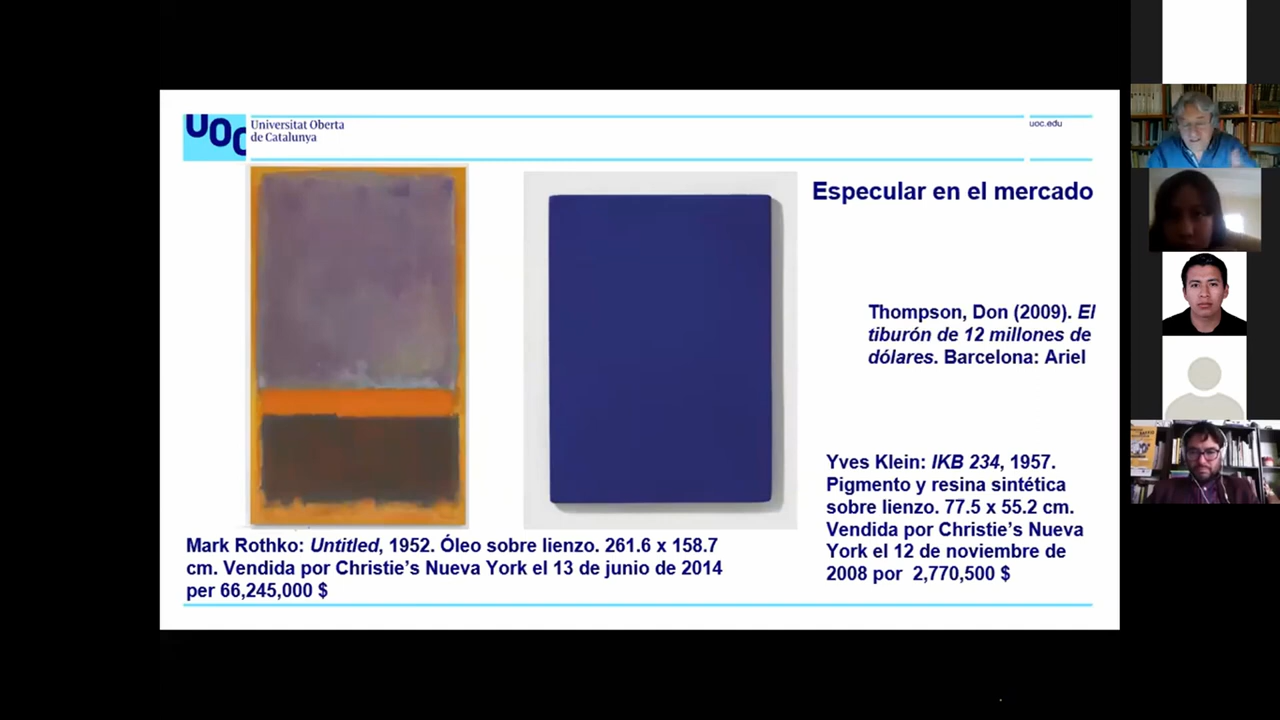 UOC
Universitat Oberta
de Catalunya
uoc.edu
Especular en el mercado
Thompson, Don (2009). El
tiburón de 12 millones de
dólares. Barcelona: Ariel
Yves Klein: IKB 234, 1957.
Pigmento y resina sintética
sobre lienzo. 77.5 x 55.2 cm.
Vendida por Christie's Nueva
York el 12 de noviembre de
2008 por 2,770,500 $
Mark Rothko: Untitled, 1952. Óleo sobre lienzo. 261.6 x 158.7
cm. Vendida por Christie's Nueva York el 13 de junio de 2014
per 66,245,000 $